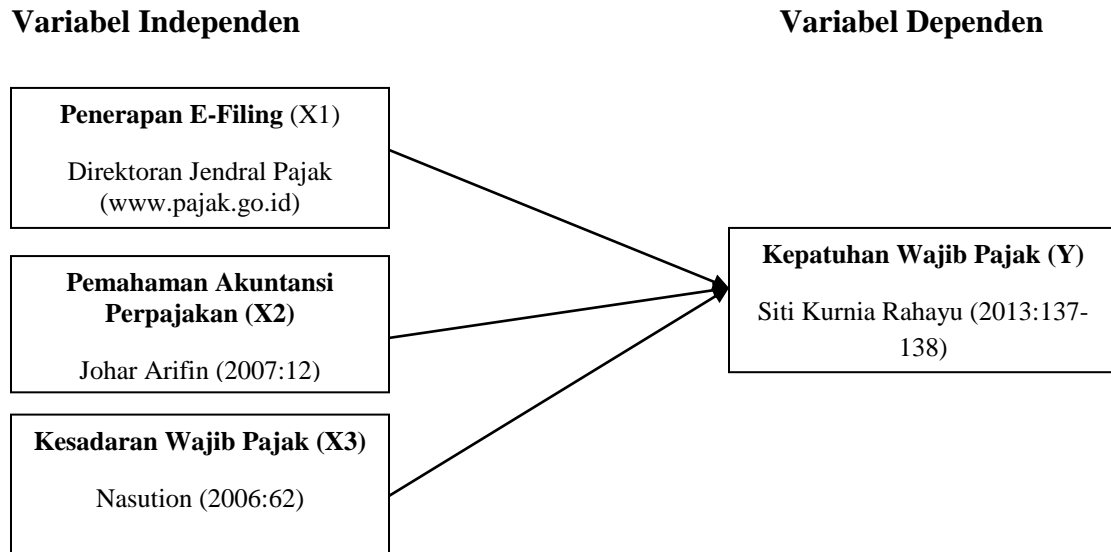 Variabel Independen
Variabel Dependen
Penerapan E-Filing (X1)
Direktoran Jendral Pajak
(www.pajak.go.id)
Pemahaman Akuntansi
Perpajakan (X2)
Johar Arifin (2007:12)
Kesadaran Wajib Pajak (X3)
Nasution (2006:62)
Kepatuhan Wajib Pajak (Y)
Siti Kurnia Rahayu (2013:137-
138)